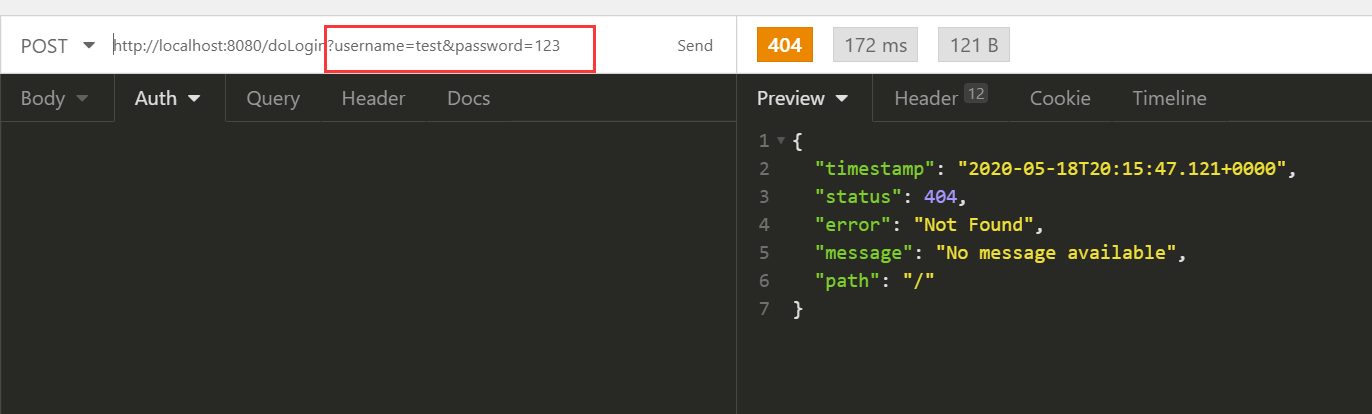 POST http://localhost:8080/doLogin?username=test&password=123 Send
404 172 ms 121 B
Body Auth Query Header Docs
Preview Header 12 Cookie Timeline
1 {
2 "timestamp": "2020-05-18T20:15:47.121+0000",
3 "status": 404,
4 "error": "Not Found",
5 "message": "No message available",
6 "path": "/"
7 }